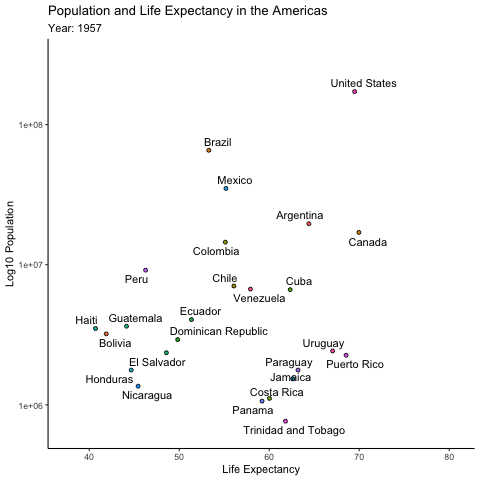 Population and Life Expectancy in the Americas
Year: 1957
United States
1e+08
Brazil
Mexico
Argentina
Canada
Colombia
1e+07
Peru
Chile
Cuba
Venezuela
Haiti
Guatemala
Ecuador
Dominican Republic
Bolivia
Uruguay
El Salvador
Paraguay
Puerto Rico
Honduras
Jamaica
Nicaragua
Costa Rica
1e+06
Panama
Trinidad and Tobago
Log10 Population
40 50 60 70 80
Life Expectancy